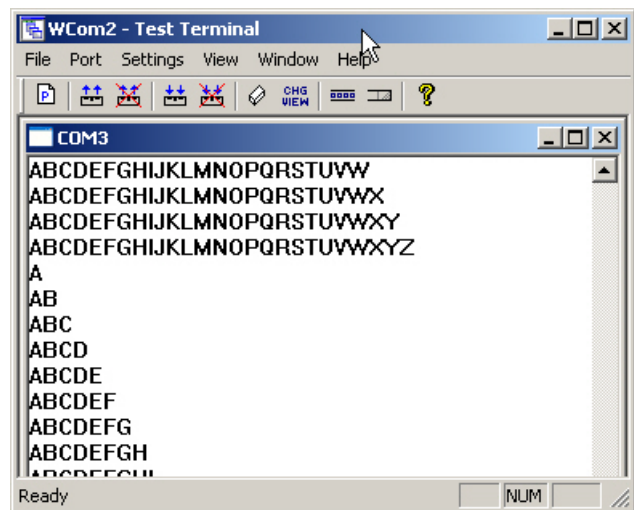 WCom2 - Test Terminal
File Port Settings View Window Help
P CHG VIEW ?
COM3
ABCDEFGHIJKLMNOPQRSTUVW
ABCDEFGHIJKLMNOPQRSTUVWX
ABCDEFGHIJKLMNOPQRSTUVWXY
ABCDEFGHIJKLMNOPQRSTUVWXYZ
A
AB
ABC
ABCD
ABCDE
ABCDEF
ABCDEFG
ABCDEFGH
ABCDEFGHI
Ready NUM